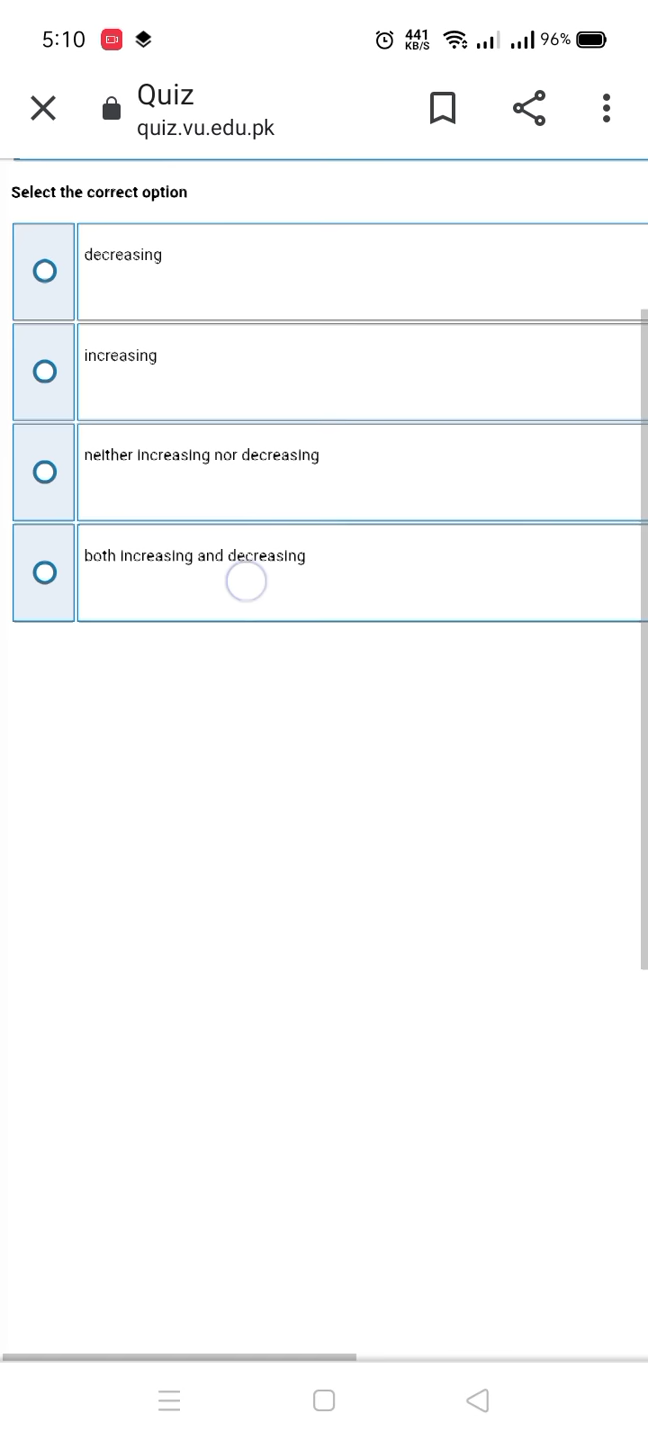 5:10 441 KB/S 96%
Quiz
quiz.vu.edu.pk
Select the correct option
decreasing
increasing
neither increasing nor decreasing
both increasing and decreasing